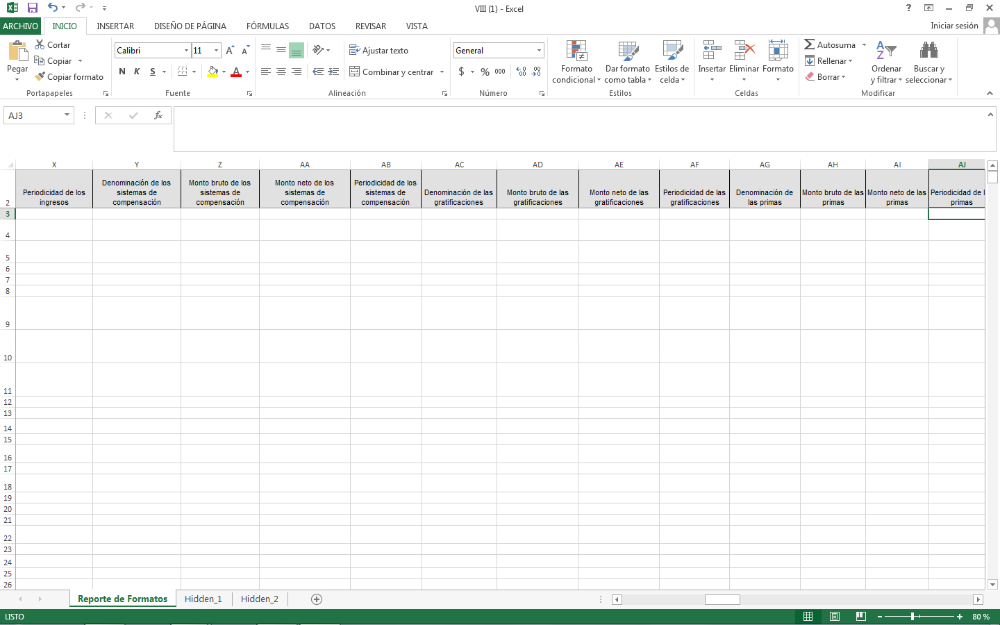 VIII (1) - Excel
?
ARCHIVO INICIO INSERTAR DISEÑO DE PÁGINA FÓRMULAS DATOS REVISAR VISTA Iniciar sesión
Pegar
Cortar
Copiar
Copiar formato
Portapapeles
Calibri 11 A A
N K S A
Fuente
Ajustar texto
Combinar y centrar
Alineación
General
$ % 000
Número
Formato condicional
Dar formato como tabla
Estilos de celda
Estilos
Insertar Eliminar Formato
Celdas
Autosuma
Rellenar
Borrar
Ordenar y filtrar
Buscar y seleccionar
Modificar
AJ3 fx
X Y Z AA AB AC AD AE AF AG AH AI AJ
Periodicidad de los
ingresos
Denominación de los
sistemas de
compensación
Monto bruto de los
sistemas de
compensación
Monto neto de los
sistemas de
compensación
Periodicidad de los
sistemas de
compensación
Denominación de las
gratificaciones
Monto bruto de las
gratificaciones
Monto neto de las
gratificaciones
Periodicidad de las
gratificaciones
Denominación de
las primas
Monto bruto de las
primas
Monto neto de las
primas
Periodicidad de l
primas
2
3
4
5
6
7
8
9
10
11
12
13
14
15
16
17
18
19
20
21
22
23
24
25
26
Reporte de Formatos Hidden_1 Hidden_2
LISTO 80 %